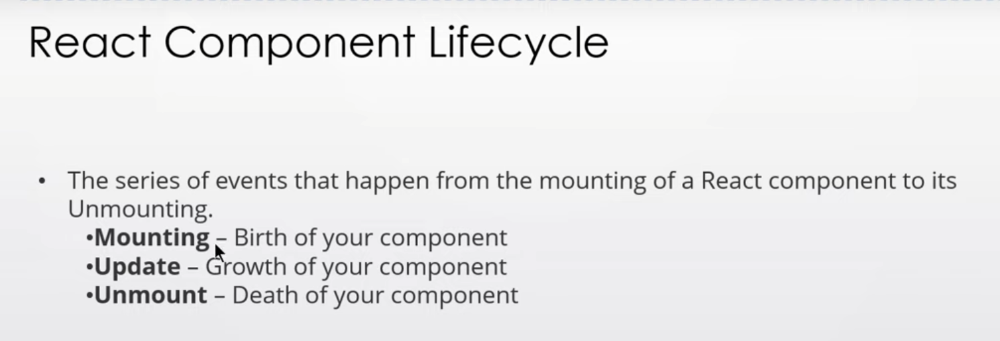 React Component Lifecycle
• The series of events that happen from the mounting of a React component to its
Unmounting.
•Mounting – Birth of your component
•Update – Growth of your component
•Unmount – Death of your component